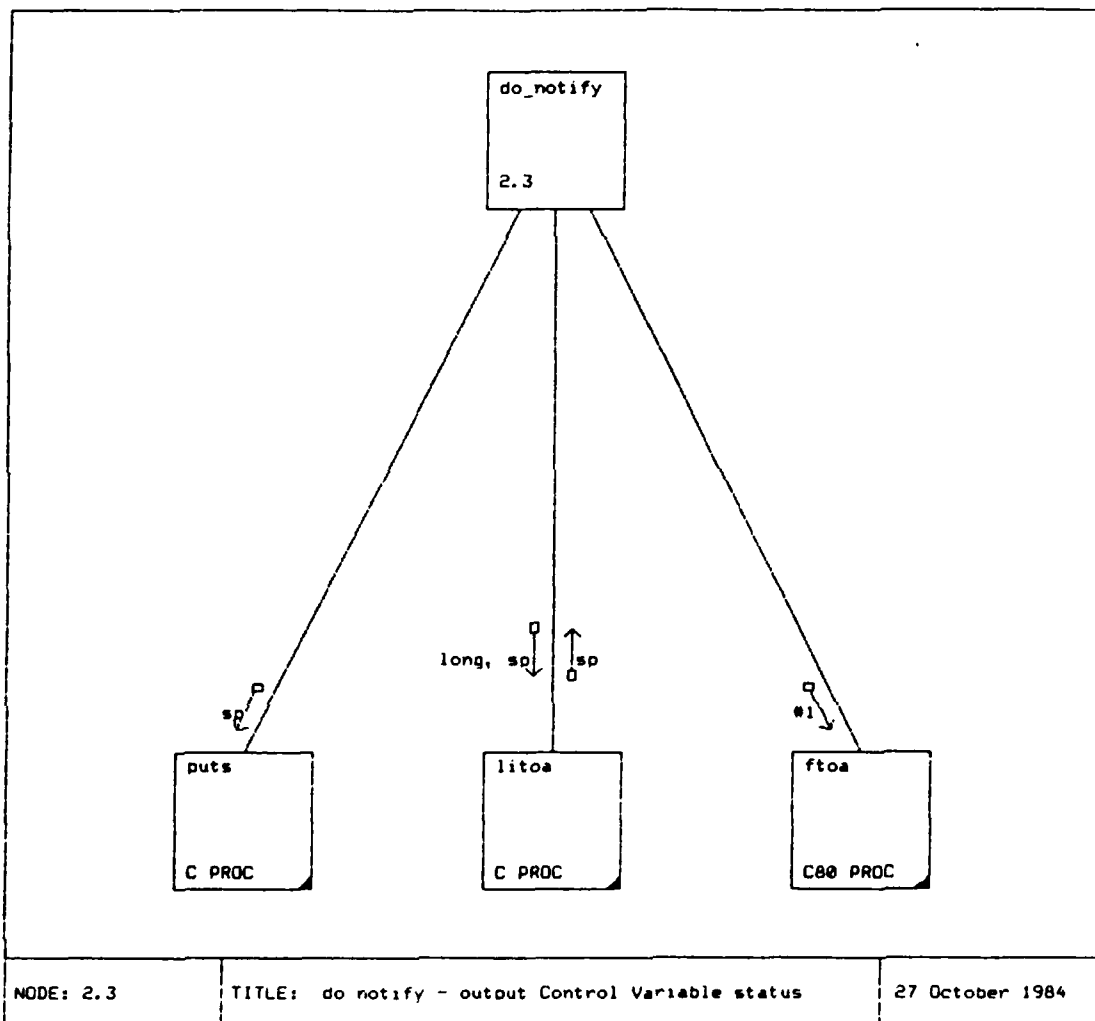 do_notify
2.3
long, sp
sp
sp
#1
puts
litoa
ftoa
C PROC
C PROC
C80 PROC
NODE: 2.3
TITLE: do notify - output Control Variable status
27 October 1984